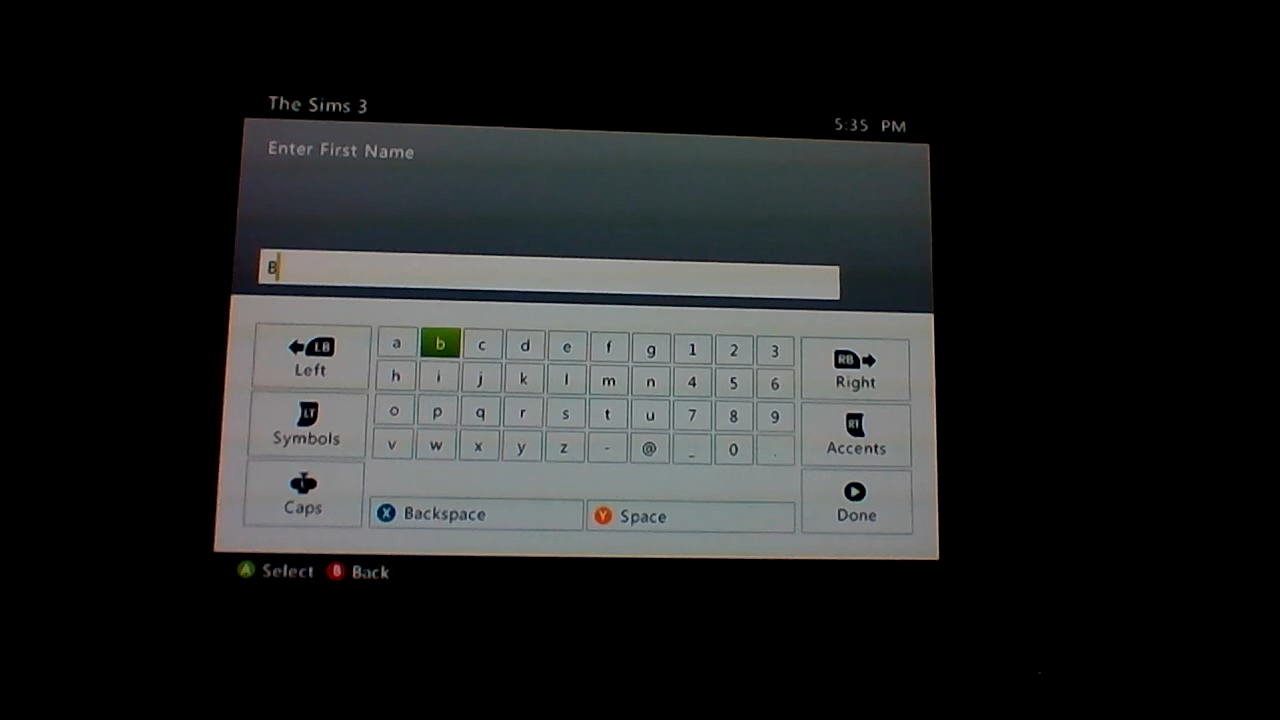 The Sims 3
5:35 PM
Enter First Name
B
LB
Left
a b c d e f g 1 2 3
RB
Right
h i j k l m n 4 5 6
LT
Symbols
o p q r s t u 7 8 9
RT
Accents
v w x y z - @ _ 0 .
L
Caps
X Backspace
Y Space
Done
A Select B Back